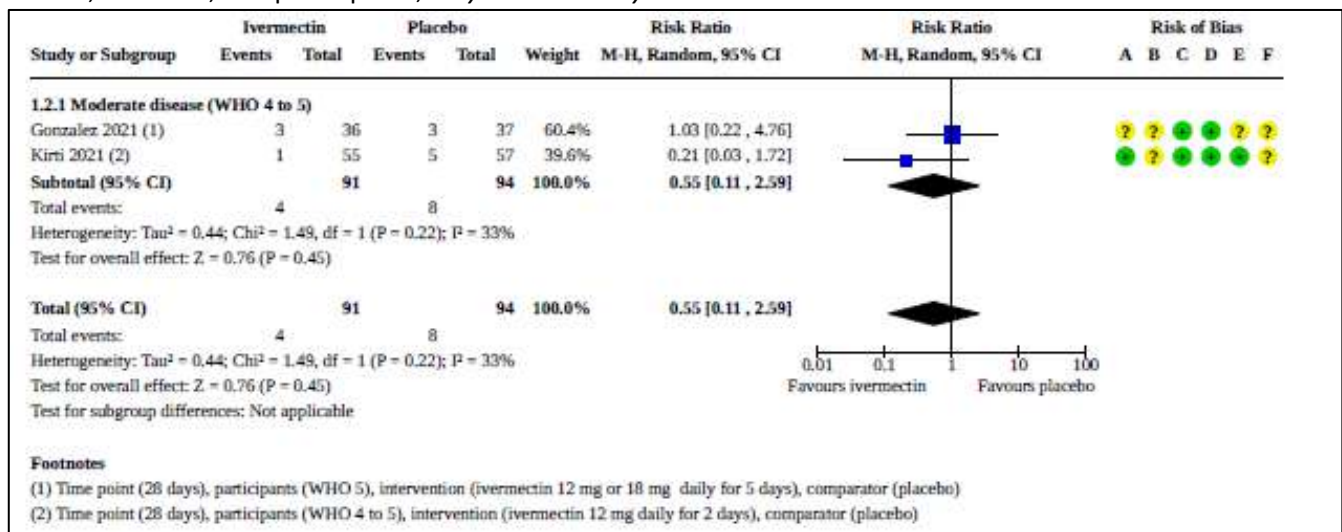 Ivermectin Placebo Risk Ratio Risk Ratio Risk of Bias
Study or Subgroup Events Total Events Total Weight M-H, Random, 95% CI M-H, Random, 95% CI A B C D E F
1.2.1 Moderate disease (WHO 4 to 5)
Gonzalez 2021 (1) 3 36 3 37 60.4% 1.03 [0.22 , 4.76] ? ? + + ? ?
Kirti 2021 (2) 1 55 5 57 39.6% 0.21 [0.03 , 1.72] + ? + + + ?
Subtotal (95% CI) 91 94 100.0% 0.55 [0.11 , 2.59]
Total events: 4 8
Heterogeneity: Tau² = 0.44; Chi² = 1.49, df = 1 (P = 0.22); I² = 33%
Test for overall effect: Z = 0.76 (P = 0.45)
Total (95% CI) 91 94 100.0% 0.55 [0.11 , 2.59]
Total events: 4 8
Heterogeneity: Tau² = 0.44; Chi² = 1.49, df = 1 (P = 0.22); I² = 33%
0.01 0.1 1 10 100
Test for overall effect: Z = 0.76 (P = 0.45) Favours ivermectin Favours placebo
Test for subgroup differences: Not applicable
Footnotes
(1) Time point (28 days), participants (WHO 5), intervention (ivermectin 12 mg or 18 mg daily for 5 days), comparator (placebo)
(2) Time point (28 days), participants (WHO 4 to 5), intervention (ivermectin 12 mg daily for 2 days), comparator (placebo)